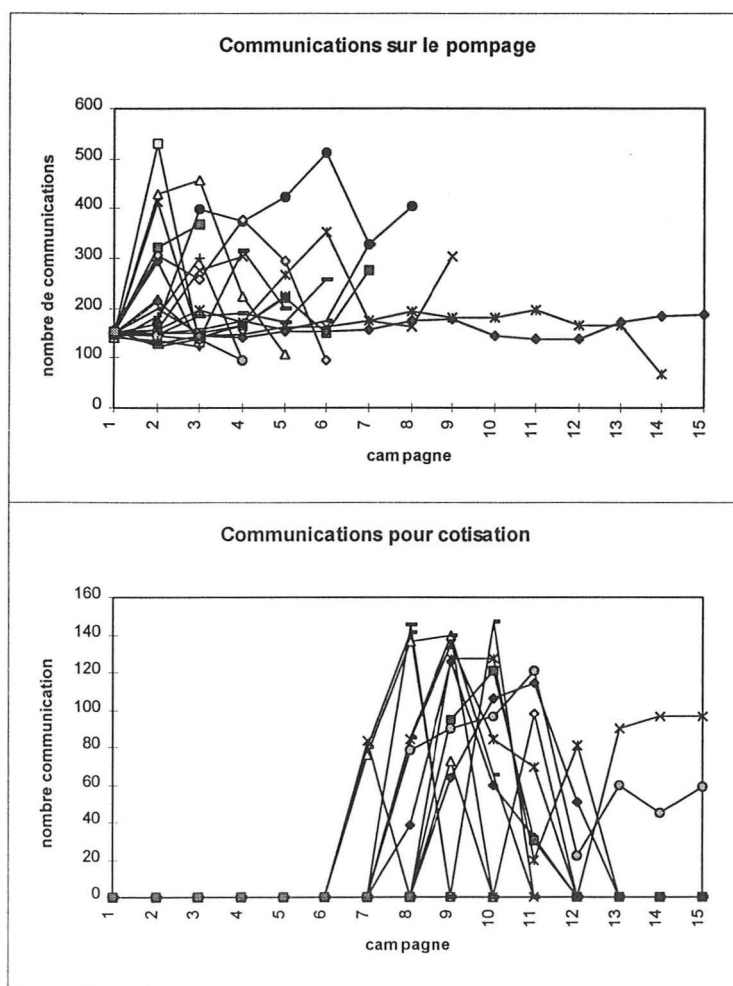 Communications sur le pompage
nombre de communications
600
500
400
300
200
100
0
1 2 3 4 5 6 7 8 9 10 11 12 13 14 15
campagne
Communications pour cotisation
nombre communication
160
140
120
100
80
60
40
20
0
1 2 3 4 5 6 7 8 9 10 11 12 13 14 15
campagne